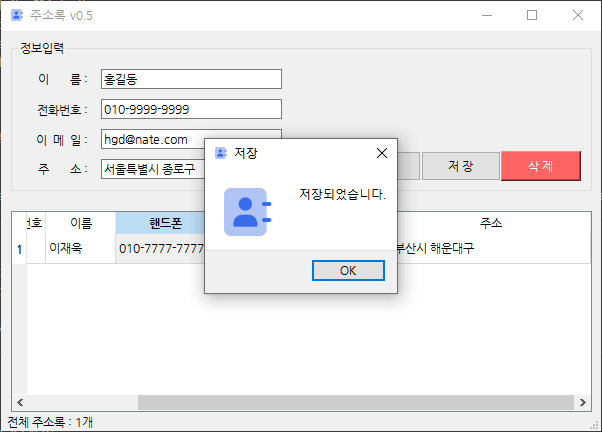 주소록 v0.5
정보입력
이 름 : 홍길동
전화번호 : 010-9999-9999
이 메 일 : hgd@nate.com
주 소 : 서울특별시 종로구
저 장 삭 제
저장
저장되었습니다.
OK
번호 이름 핸드폰 주소
1 이재욱 010-7777-7777 부산시 해운대구
전체 주소록 : 1개